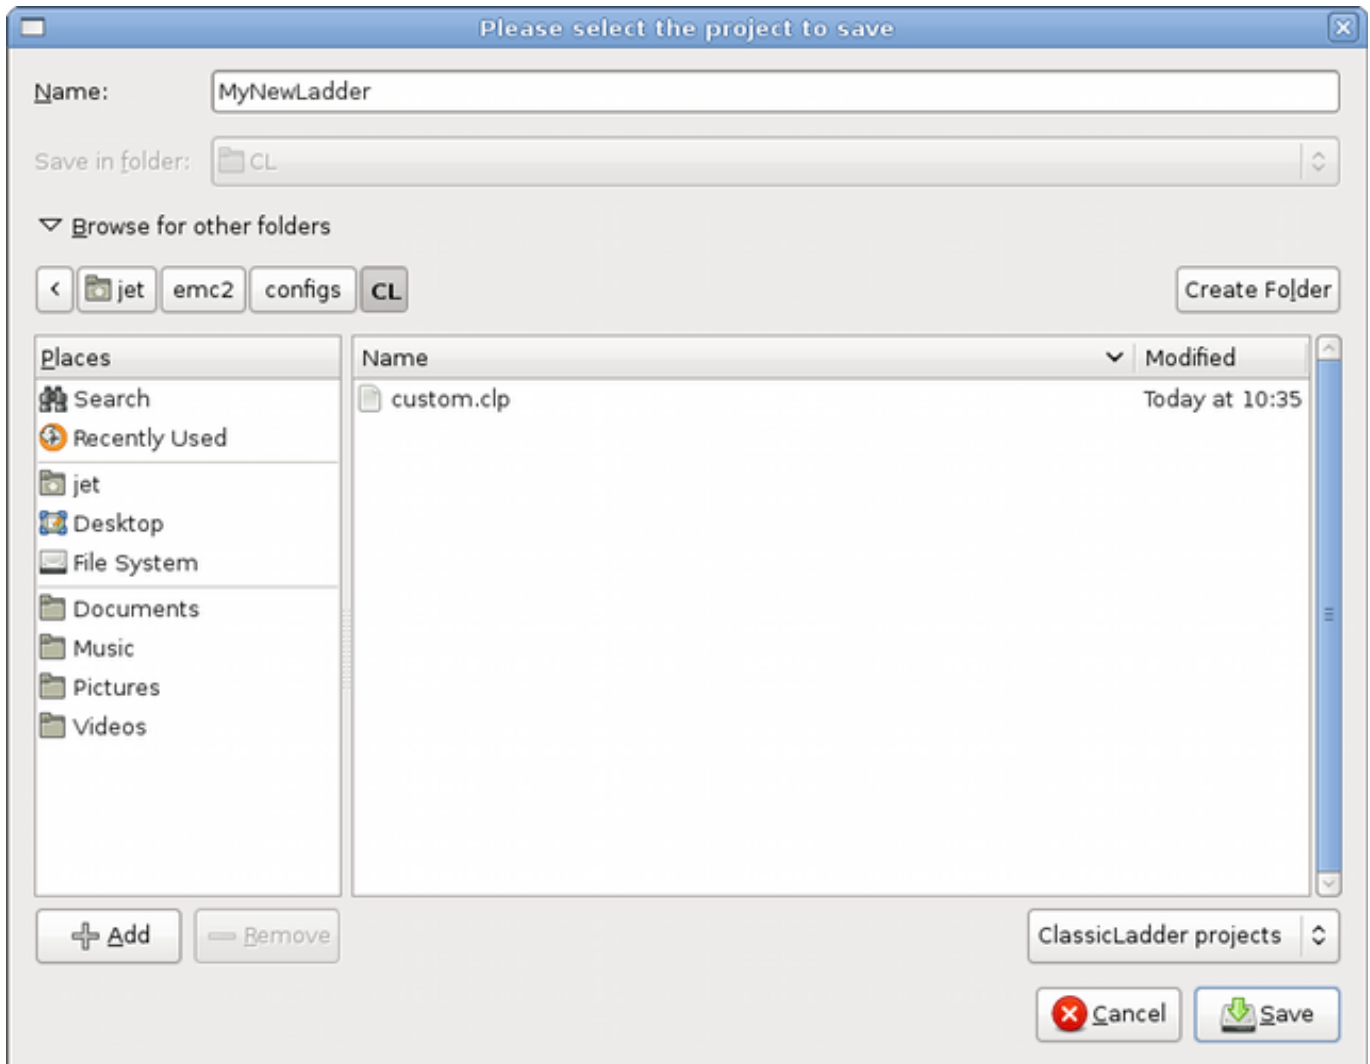 Please select the project to save
Name: MyNewLadder
Save in folder: CL
Browse for other folders
< jet emc2 configs CL Create Folder
Places Name Modified
Search custom.clp Today at 10:35
Recently Used
jet
Desktop
File System
Documents
Music
Pictures
Videos
Add Remove ClassicLadder projects
Cancel Save